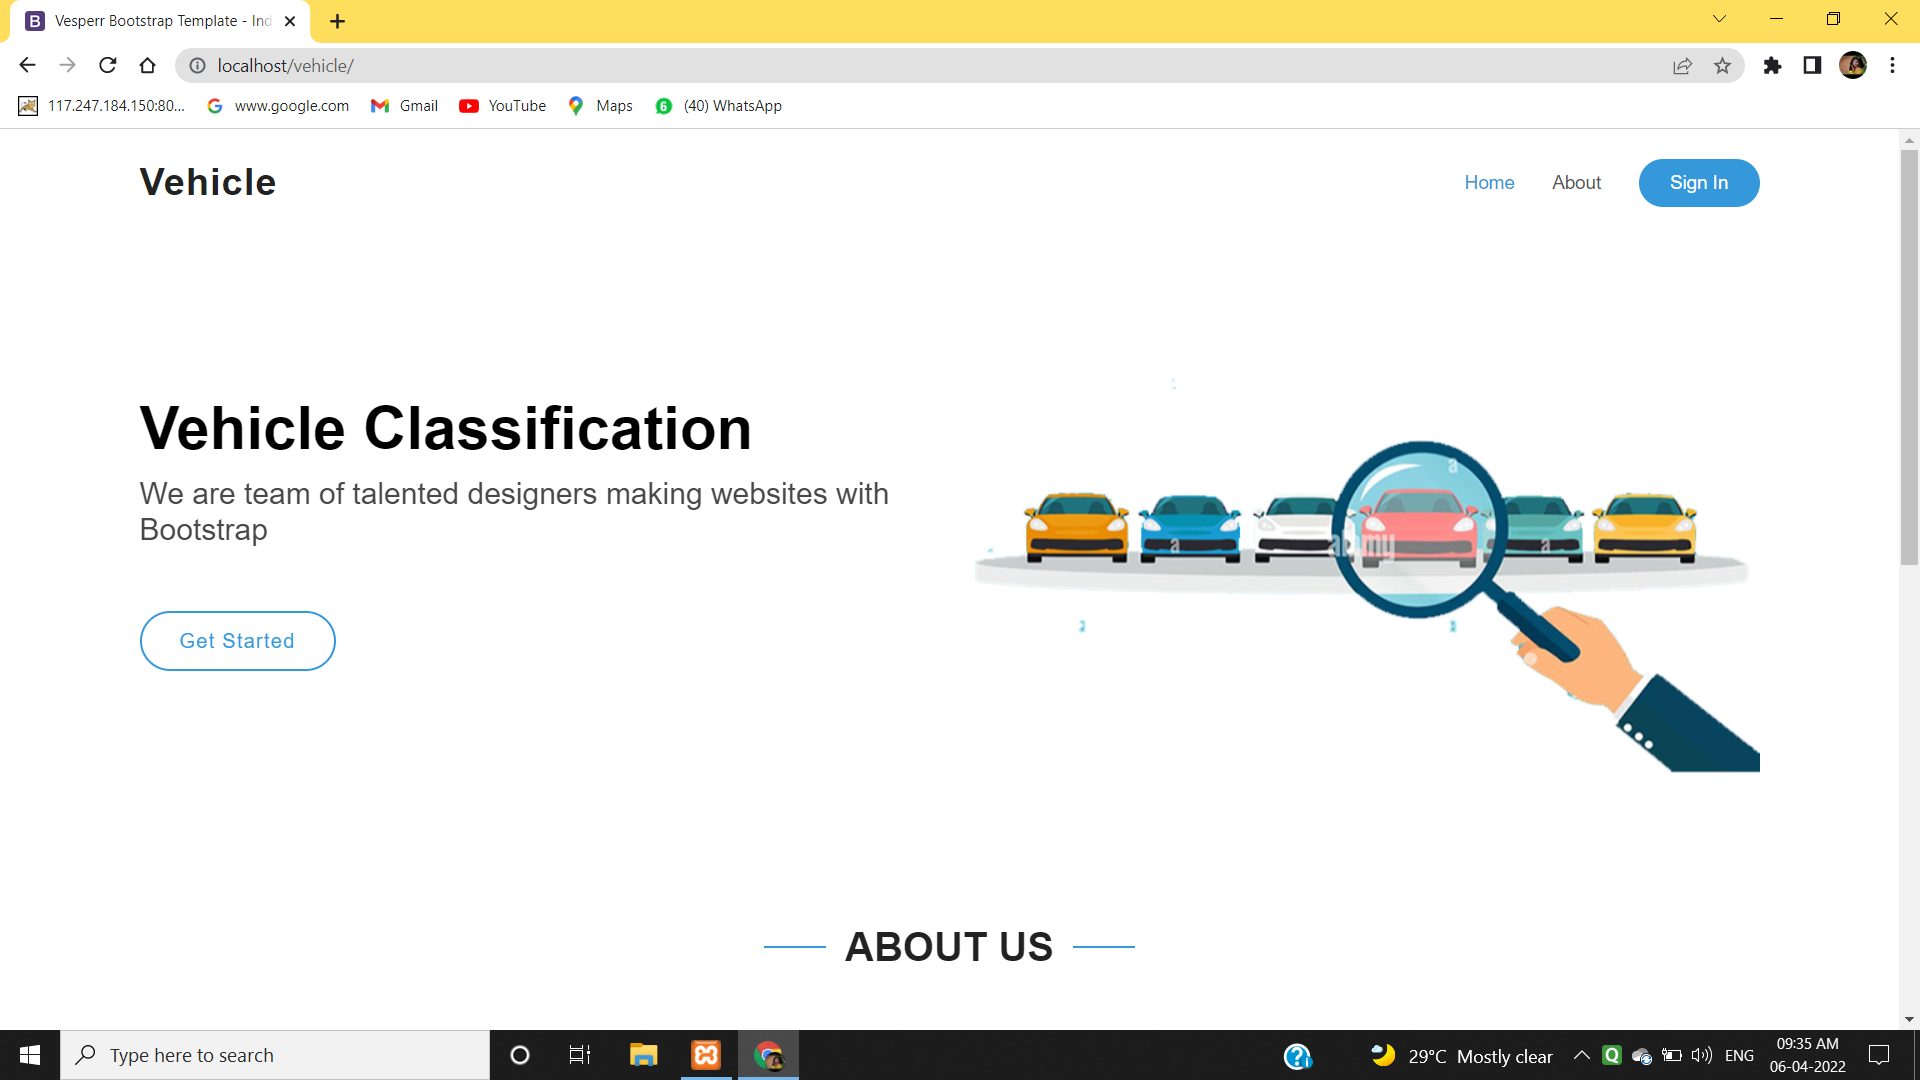 Vesperr Bootstrap Template - Ind
localhost/vehicle/
117.247.184.150:80...
www.google.com
Gmail
YouTube
Maps
(40) WhatsApp
Vehicle
Home
About
Sign In
Vehicle Classification
We are team of talented designers making websites with
Bootstrap
Get Started
a
a
alamy
a
ABOUT US
Type here to search
29°C Mostly clear
ENG
09:35 AM
06-04-2022